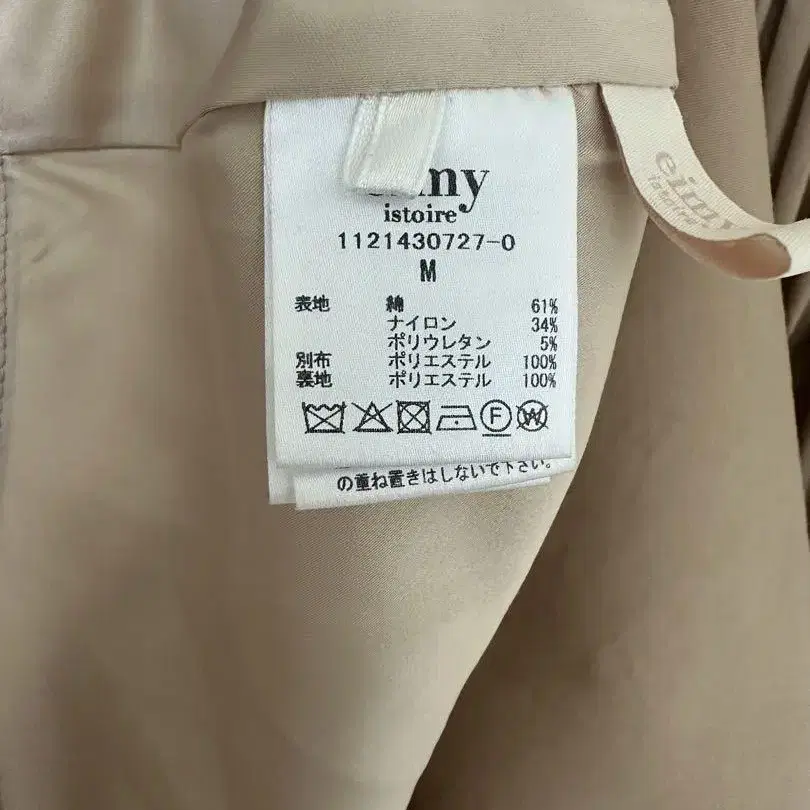 eimy
istoire
1121430727-0
M
表地 綿 61%
ナイロン 34%
ポリウレタン 5%
別布 ポリエステル 100%
裏地 ポリエステル 100%
F
W
の重ね置きはしないで下さい。
eimy
istoire